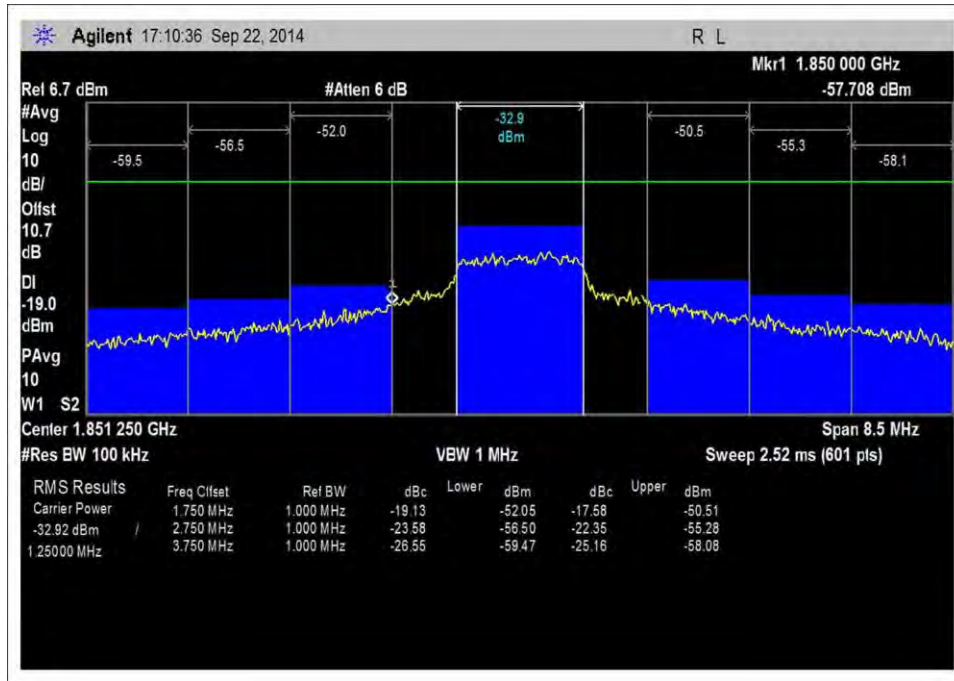 Agilent 17:10:36 Sep 22, 2014 R L
Mkr1 1.850 000 GHz
Rel 6.7 dBm #Atten 6 dB -57.708 dBm
#Avg
Log
10
dB/
Offst
10.7
dB
DI
-19.0
dBm
PAvg
10
W1 S2
-59.5 -56.5 -52.0 -32.9 dBm -50.5 -55.3 -58.1
1
Center 1.851 250 GHz Span 8.5 MHz
#Res BW 100 kHz VBW 1 MHz Sweep 2.52 ms (601 pts)
RMS Results Freq Offset Ref BW dBc Lower dBm dBc Upper dBm
Carrier Power 1.750 MHz 1.000 MHz -19.13 -52.05 -17.58 -50.51
-32.92 dBm / 2.750 MHz 1.000 MHz -23.58 -56.50 -22.35 -55.28
1.25000 MHz 3.750 MHz 1.000 MHz -26.55 -59.47 -25.16 -58.08